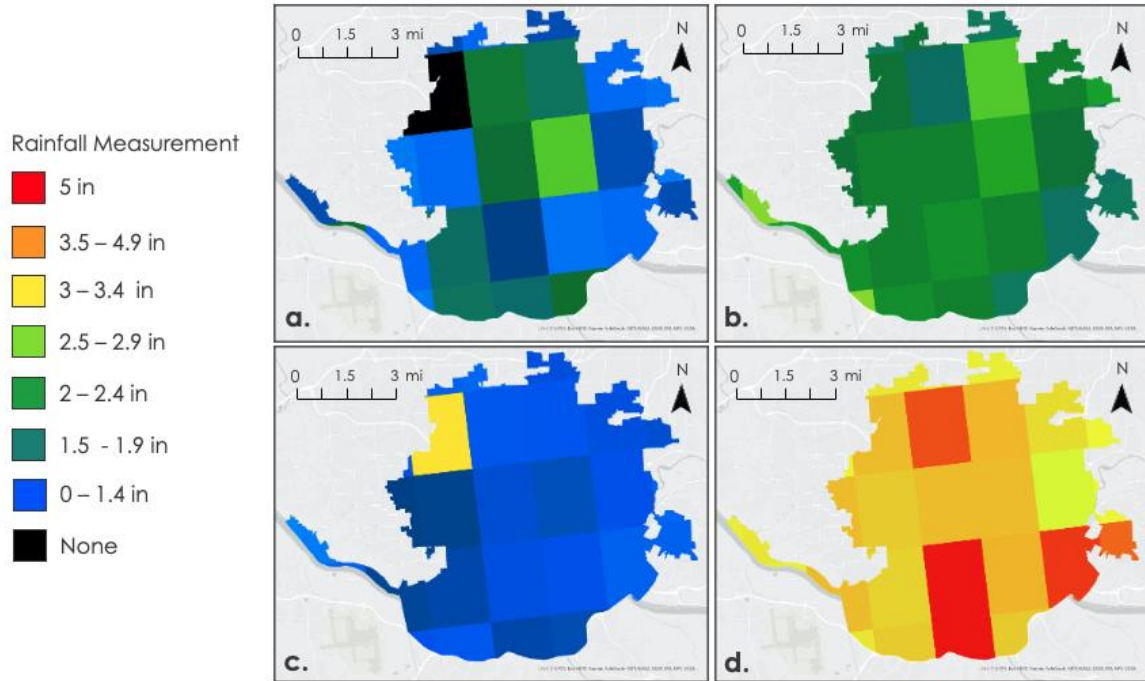 Rainfall Measurement
5 in
3.5 – 4.9 in
3 – 3.4 in
2.5 – 2.9 in
2 – 2.4 in
1.5 - 1.9 in
0 – 1.4 in
None
0 1.5 3 mi
N
a.
0 1.5 3 mi
N
b.
0 1.5 3 mi
N
c.
0 1.5 3 mi
N
d.